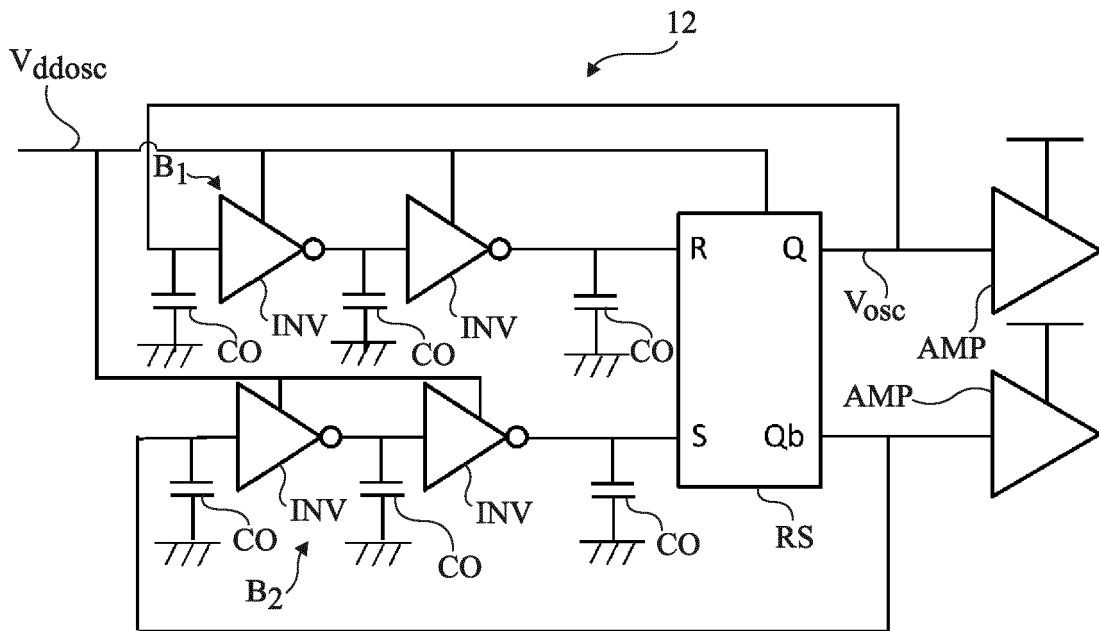 12
Vddosc
B1
R
Q
INV
INV
CO
CO
CO
Vosc
AMP
AMP
S
Qb
INV
INV
RS
CO
CO
CO
B2